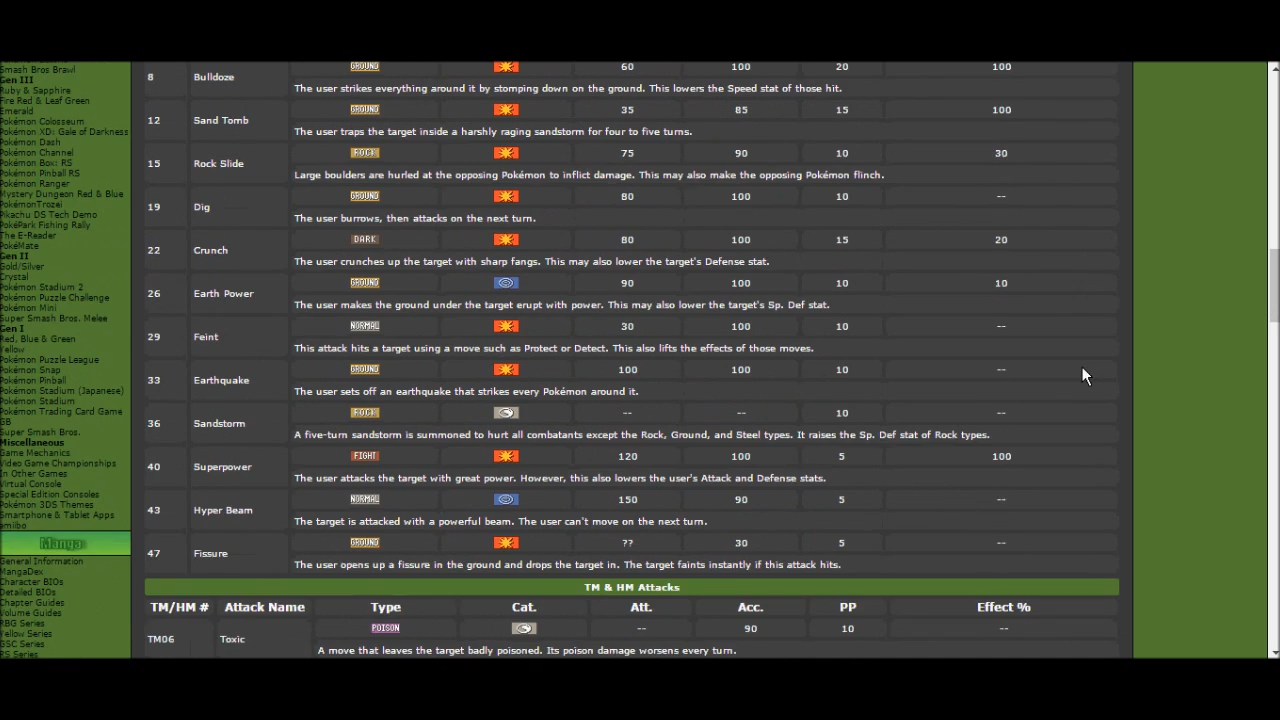 Smash Bros Brawl
Gen III
Ruby & Sapphire
Fire Red & Leaf Green
Emerald
Pokémon Colosseum
Pokémon XD: Gale of Darkness
Pokémon Dash
Pokémon Channel
Pokémon Box: RS
Pokémon Pinball RS
Pokémon Ranger
Mystery Dungeon Red & Blue
PokémonTrozei
Pikachu DS Tech Demo
PokéPark Fishing Rally
The E-Reader
PokéMate
Gen II
Gold/Silver
Crystal
Pokémon Stadium 2
Pokémon Puzzle Challenge
Pokémon Mini
Super Smash Bros. Melee
Gen I
Red, Blue & Green
Yellow
Pokémon Puzzle League
Pokémon Snap
Pokémon Pinball
Pokémon Stadium (Japanese)
Pokémon Stadium
Pokémon Trading Card Game
GB
Super Smash Bros.
Miscellaneous
Game Mechanics
Video Game Championships
In Other Games
Virtual Console
Special Edition Consoles
Pokémon 3DS Themes
Smartphone & Tablet Apps
amiibo
Manga
General Information
MangaDex
Character BIOs
Detailed BIOs
Chapter Guides
Volume Guides
RBG Series
Yellow Series
GSC Series
RS Series
8 Bulldoze GROUND 60 100 20 100
The user strikes everything around it by stomping down on the ground. This lowers the Speed stat of those hit.
12 Sand Tomb GROUND 35 85 15 100
The user traps the target inside a harshly raging sandstorm for four to five turns.
15 Rock Slide ROCK 75 90 10 30
Large boulders are hurled at the opposing Pokémon to inflict damage. This may also make the opposing Pokémon flinch.
19 Dig GROUND 80 100 10 --
The user burrows, then attacks on the next turn.
22 Crunch DARK 80 100 15 20
The user crunches up the target with sharp fangs. This may also lower the target's Defense stat.
26 Earth Power GROUND 90 100 10 10
The user makes the ground under the target erupt with power. This may also lower the target's Sp. Def stat.
29 Feint NORMAL 30 100 10 --
This attack hits a target using a move such as Protect or Detect. This also lifts the effects of those moves.
33 Earthquake GROUND 100 100 10 --
The user sets off an earthquake that strikes every Pokémon around it.
36 Sandstorm ROCK -- -- 10 --
A five-turn sandstorm is summoned to hurt all combatants except the Rock, Ground, and Steel types. It raises the Sp. Def stat of Rock types.
40 Superpower FIGHT 120 100 5 100
The user attacks the target with great power. However, this also lowers the user's Attack and Defense stats.
43 Hyper Beam NORMAL 150 90 5 --
The target is attacked with a powerful beam. The user can't move on the next turn.
47 Fissure GROUND ?? 30 5 --
The user opens up a fissure in the ground and drops the target in. The target faints instantly if this attack hits.
TM & HM Attacks
TM/HM # Attack Name Type Cat. Att. Acc. PP Effect %
TM06 Toxic POISON -- 90 10 --
A move that leaves the target badly poisoned. Its poison damage worsens every turn.